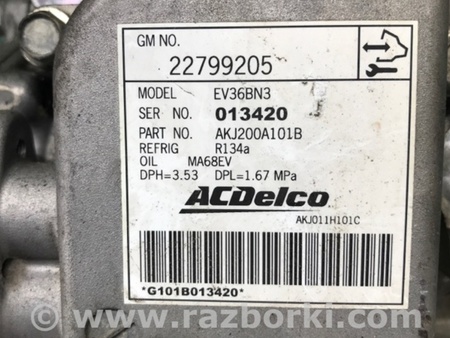 GM NO.
22799205
MODEL EV36BN3
SER NO. 013420
PART NO. AKJ200A101B
REFRIG R134a
OIL MA68EV
DPH=3.53 DPL=1.67 MPa
ACDelco
AKJ011H101C
*G101B013420*
www.razborki.com